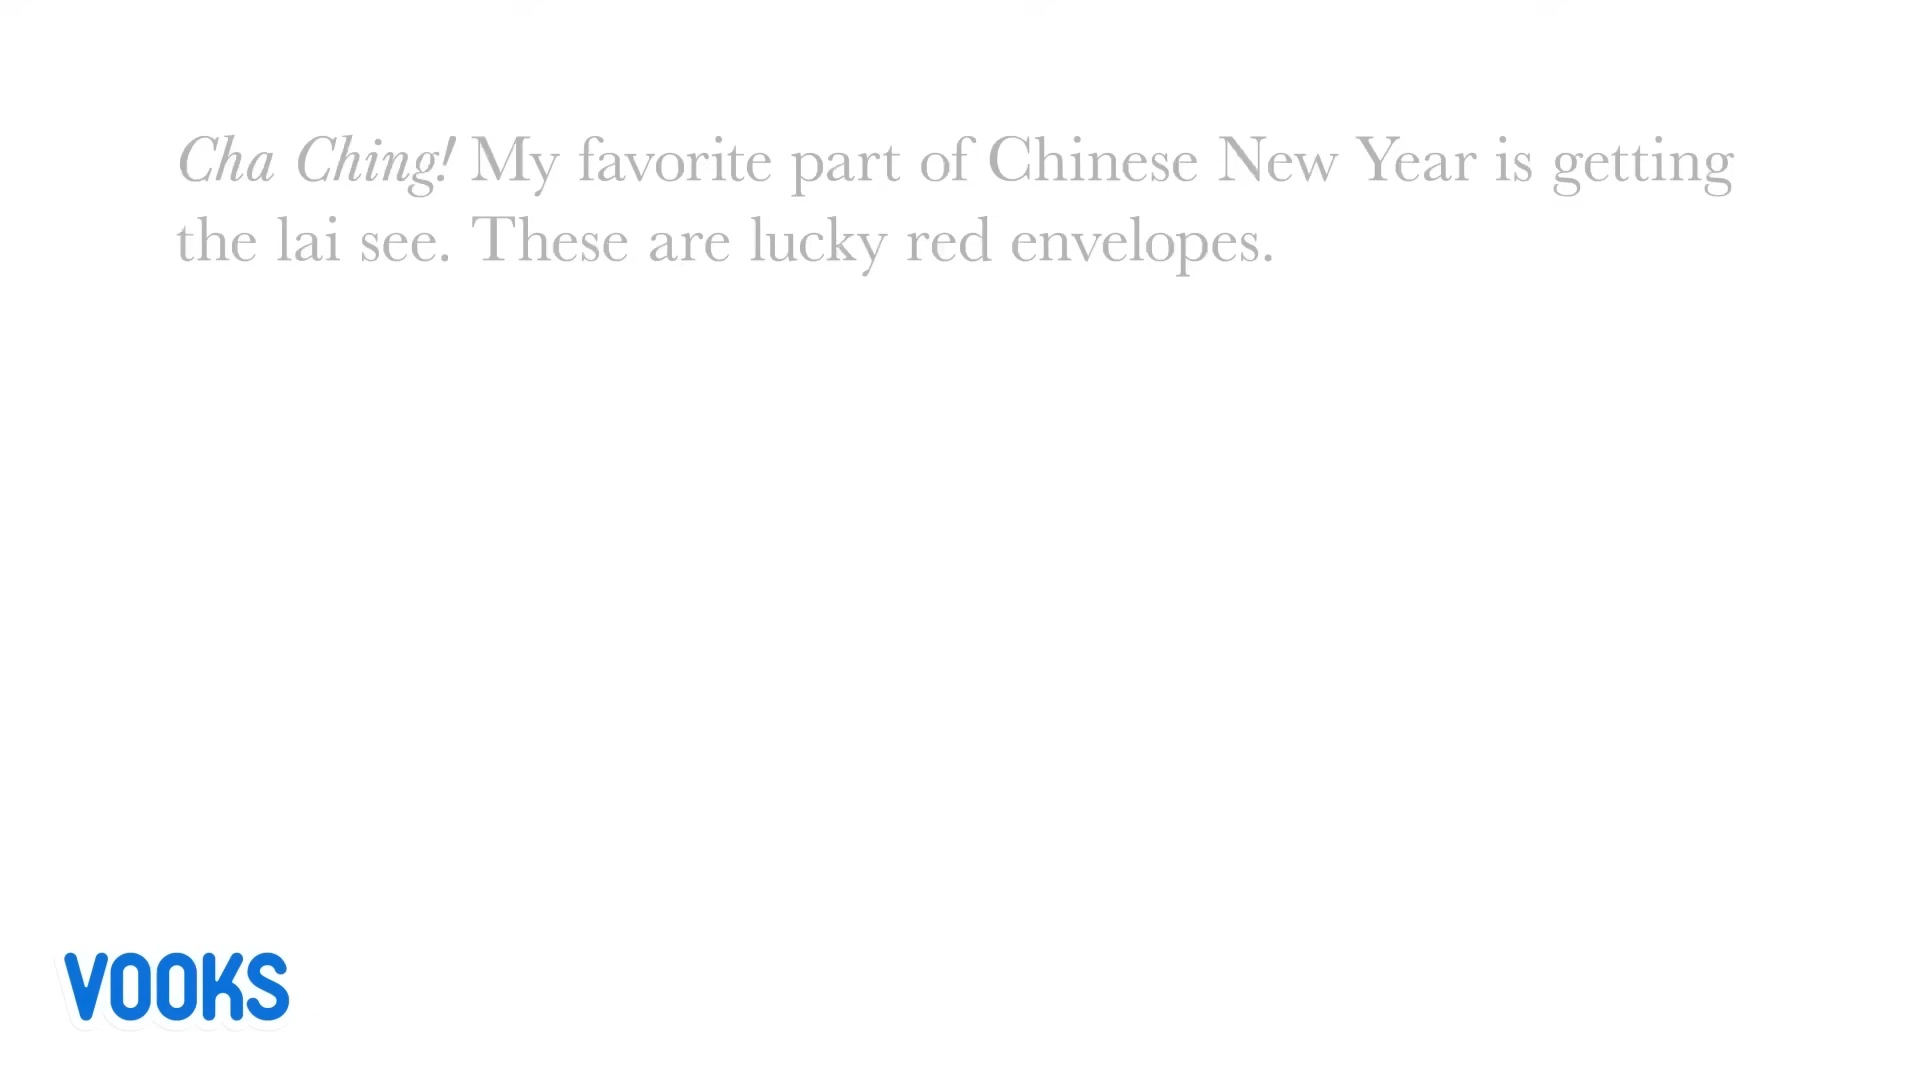 Cha Ching! My favorite part of Chinese New Year is getting
the lai see. These are lucky red envelopes.
VOOKS